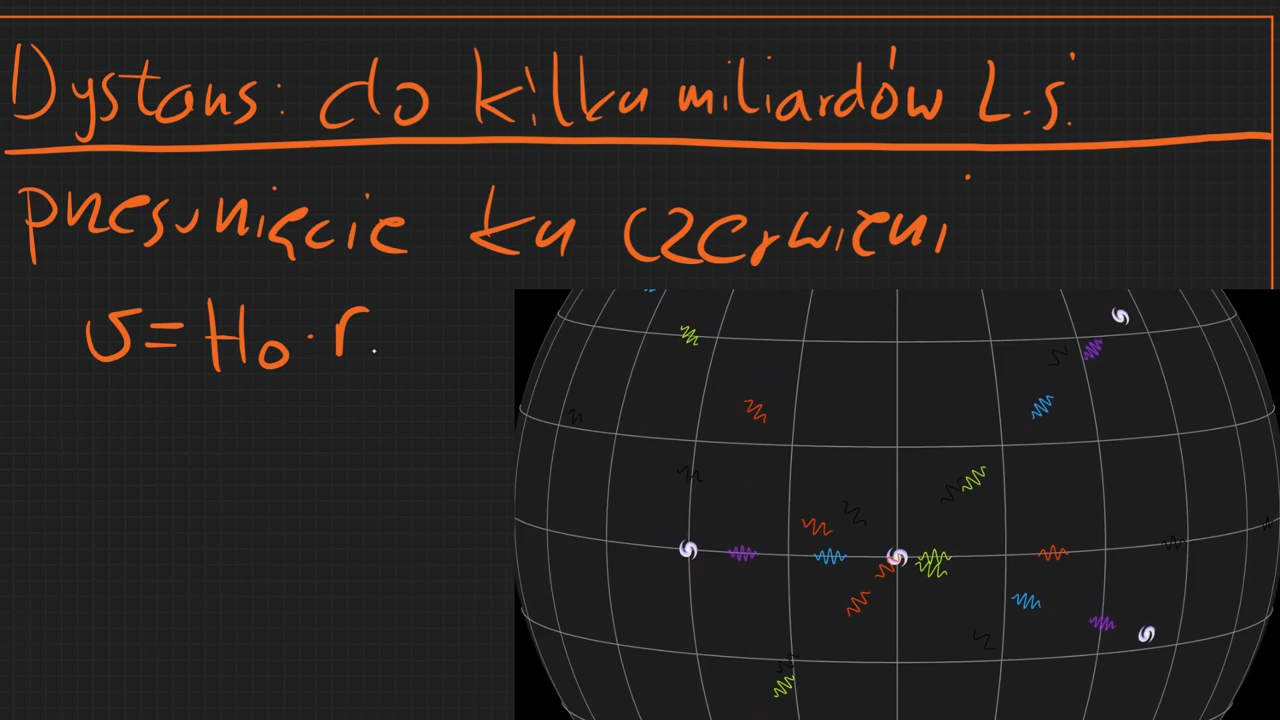 Dystans: do kilku miliardów L.ś.
przesunięcie ku czerwieni
v = H₀ · r